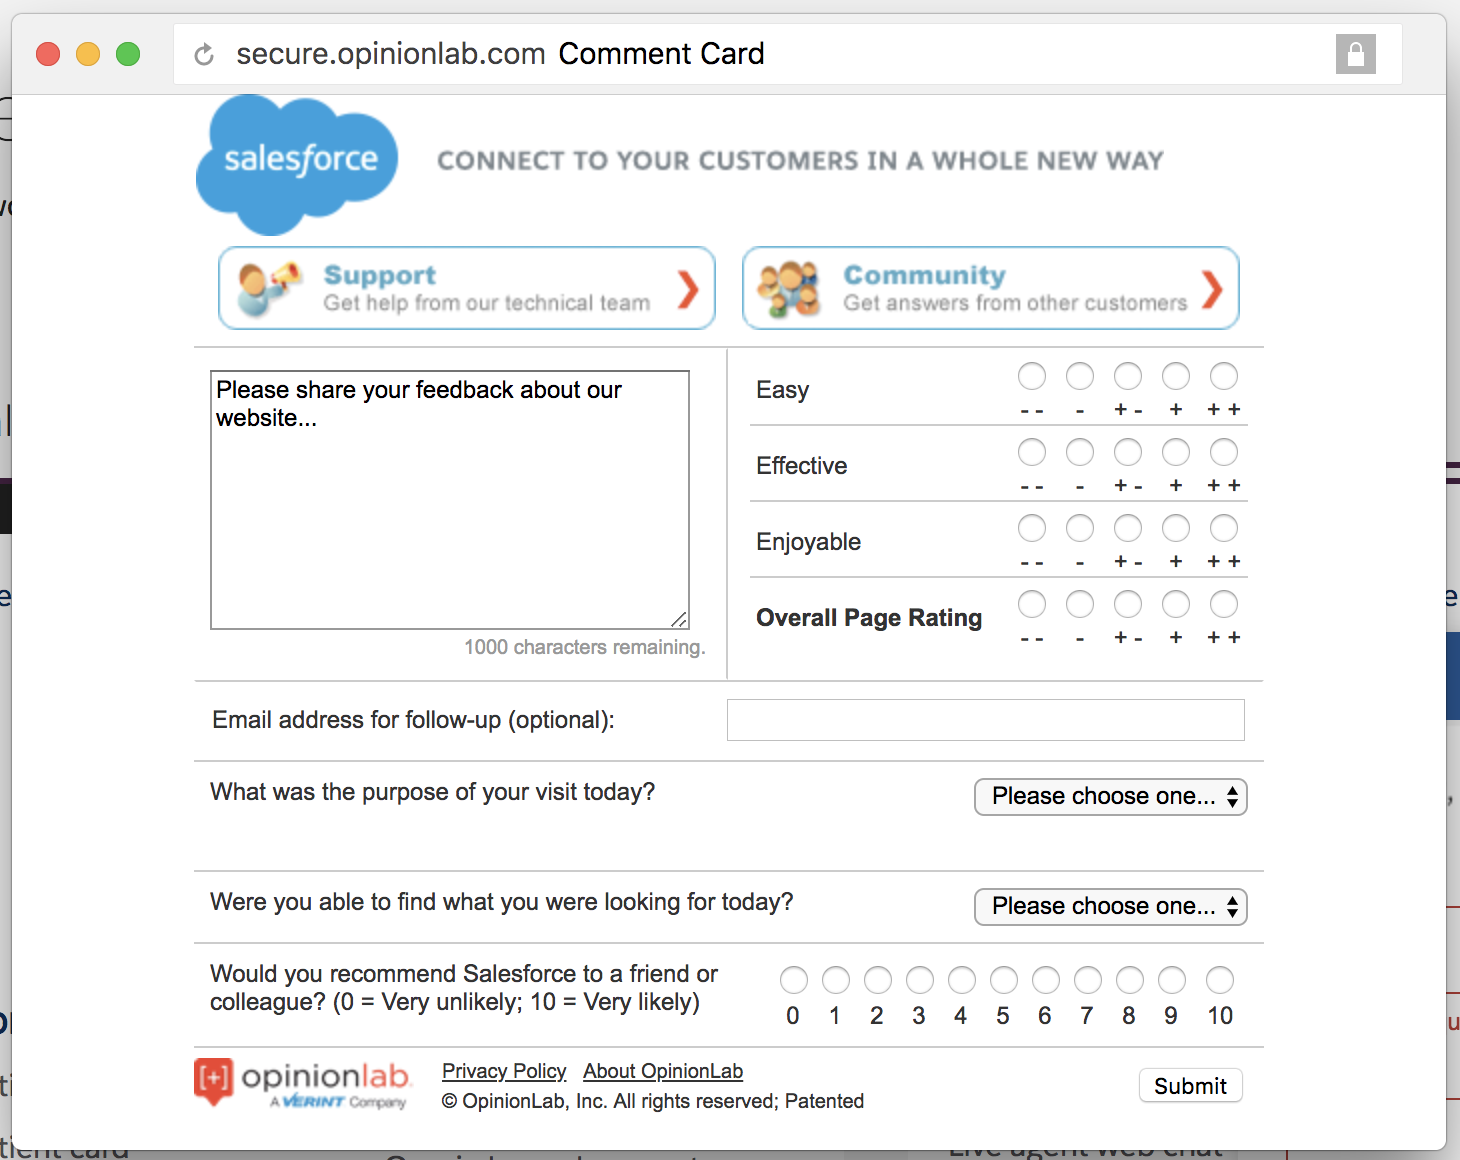 secure.opinionlab.com Comment Card
salesforce
CONNECT TO YOUR CUSTOMERS IN A WHOLE NEW WAY
Support
Get help from our technical team
Community
Get answers from other customers
Please share your feedback about our
website...
1000 characters remaining.
Easy
-- - +- + ++
Effective
-- - +- + ++
Enjoyable
-- - +- + ++
Overall Page Rating
-- - +- + ++
Email address for follow-up (optional):
What was the purpose of your visit today?
Please choose one...
Were you able to find what you were looking for today?
Please choose one...
Would you recommend Salesforce to a friend or
colleague? (0 = Very unlikely; 10 = Very likely)
0 1 2 3 4 5 6 7 8 9 10
[+] opinionlab.
A VERINT Company
Privacy Policy About OpinionLab
© OpinionLab, Inc. All rights reserved; Patented
Submit